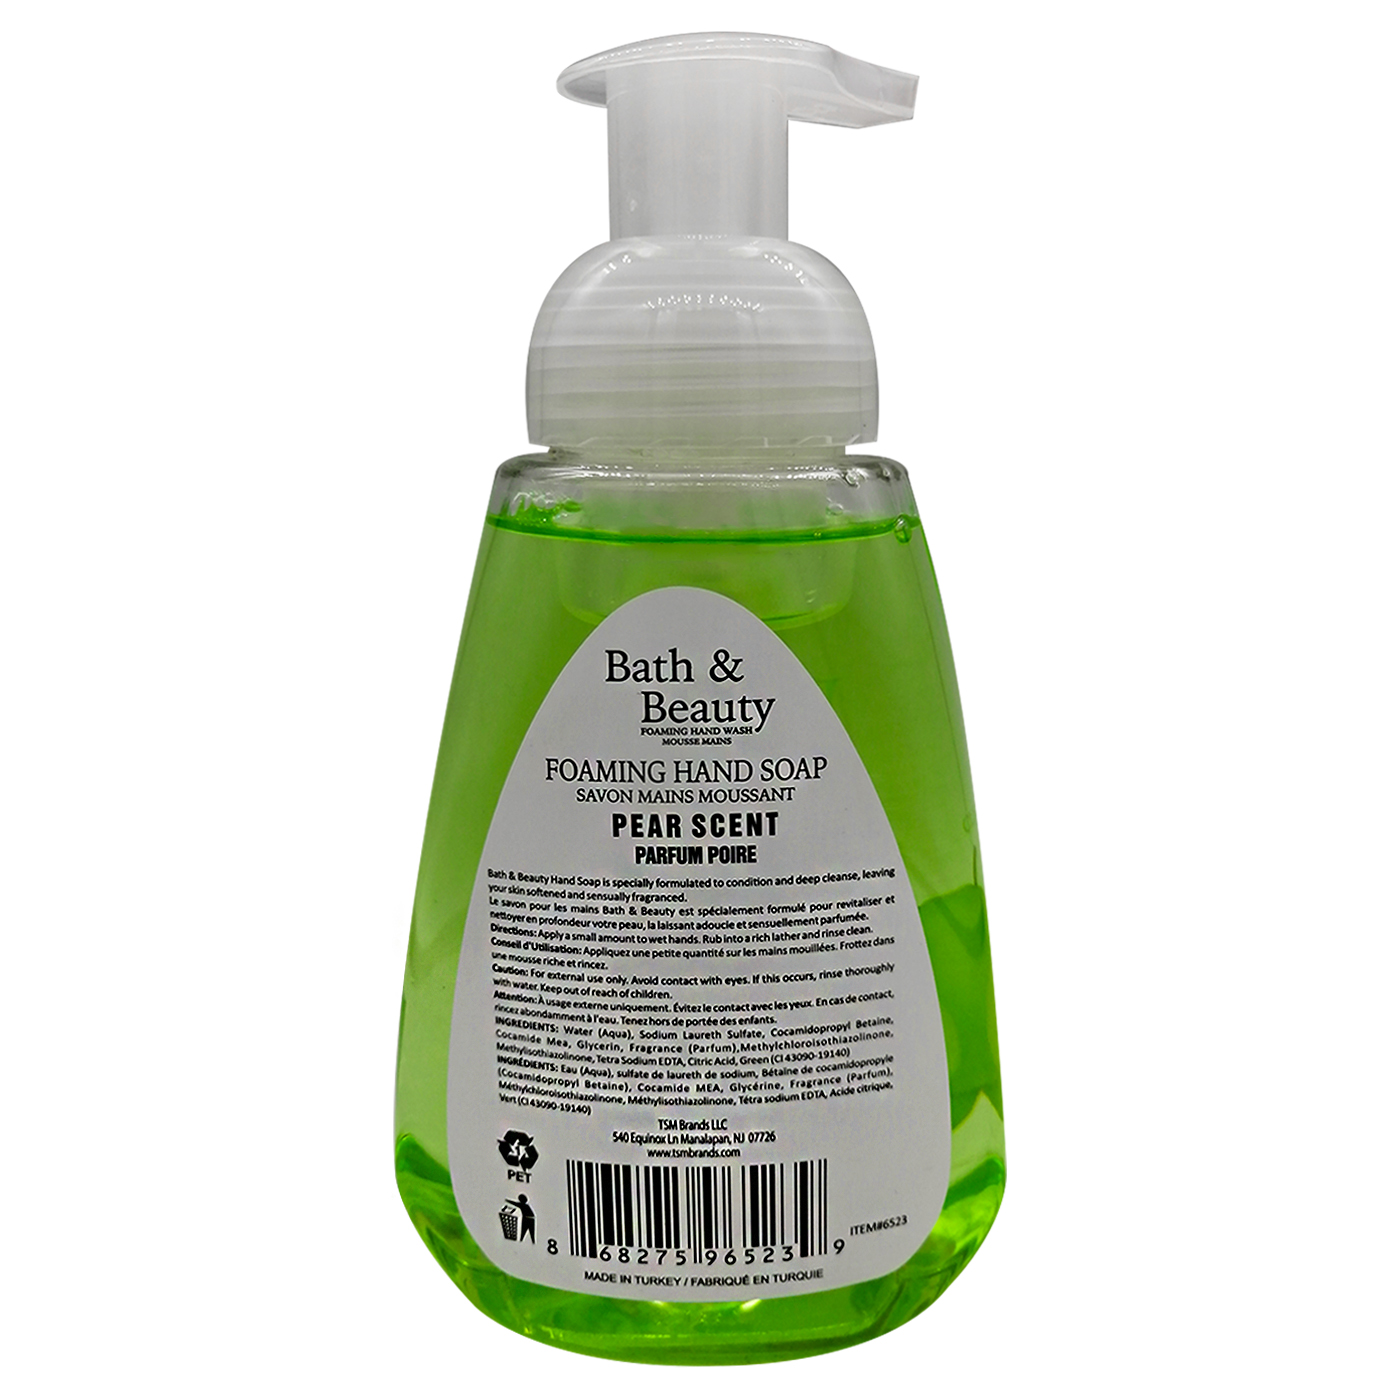 Bath &
Beauty
FOAMING HAND WASH
MOUSSE MAINS
FOAMING HAND SOAP
SAVON MAINS MOUSSANT
PEAR SCENT
PARFUM POIRE
Bath & Beauty Hand Soap is specially formulated to condition and deep cleanse, leaving
your skin softened and sensually fragranced.
Le savon pour les mains Bath & Beauty est spécialement formulé pour revitaliser et
nettoyer en profondeur votre peau, la laissant adoucie et sensuellement parfumée.
Directions: Apply a small amount to wet hands. Rub into a rich lather and rinse clean.
Conseil d'Utilisation: Appliquez une petite quantité sur les mains mouillées. Frottez dans
une mousse riche et rincez.
Caution: For external use only. Avoid contact with eyes. If this occurs, rinse thoroughly
with water. Keep out of reach of children.
Attention: À usage externe uniquement. Évitez le contact avec les yeux. En cas de contact,
rincez abondamment à l'eau. Tenez hors de portée des enfants.
INGREDIENTS: Water (Aqua), Sodium Laureth Sulfate, Cocamidopropyl Betaine,
Cocamide Mea, Glycerin, Fragrance (Parfum),Methylchloroisothiazolinone,
Methylisothiazolinone, Tetra Sodium EDTA, Citric Acid, Green (CI 43090-19140)
INGRÉDIENTS: Eau (Aqua), sulfate de laureth de sodium, Bétaine de cocamidopropyle
(Cocamidopropyl Betaine), Cocamide MEA, Glycérine, Fragrance (Parfum),
Méthylchloroisothiazolinone, Méthylisothiazolinone, Tétra sodium EDTA, Acide citrique,
Vert (CI 43090-19140)
TSM Brands LLC
540 Equinox Ln Manalapan, NJ 07726
www.tsmbrands.com
PET
8 68275 96523 9
ITEM#6523
MADE IN TURKEY / FABRIQUÉ EN TURQUIE